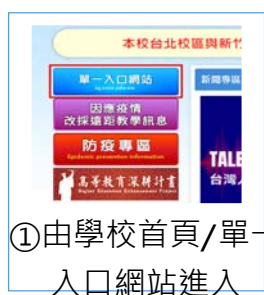 本校台北校區與新竹
單一入口網站
新聞專區
因應疫情
改採遠距教學訊息
防疫專區
Epidemic prevention information
高等教育深耕計畫
Higher Education Enhancement Project
TALE
台灣人
①由學校首頁/單一
入口網站進入